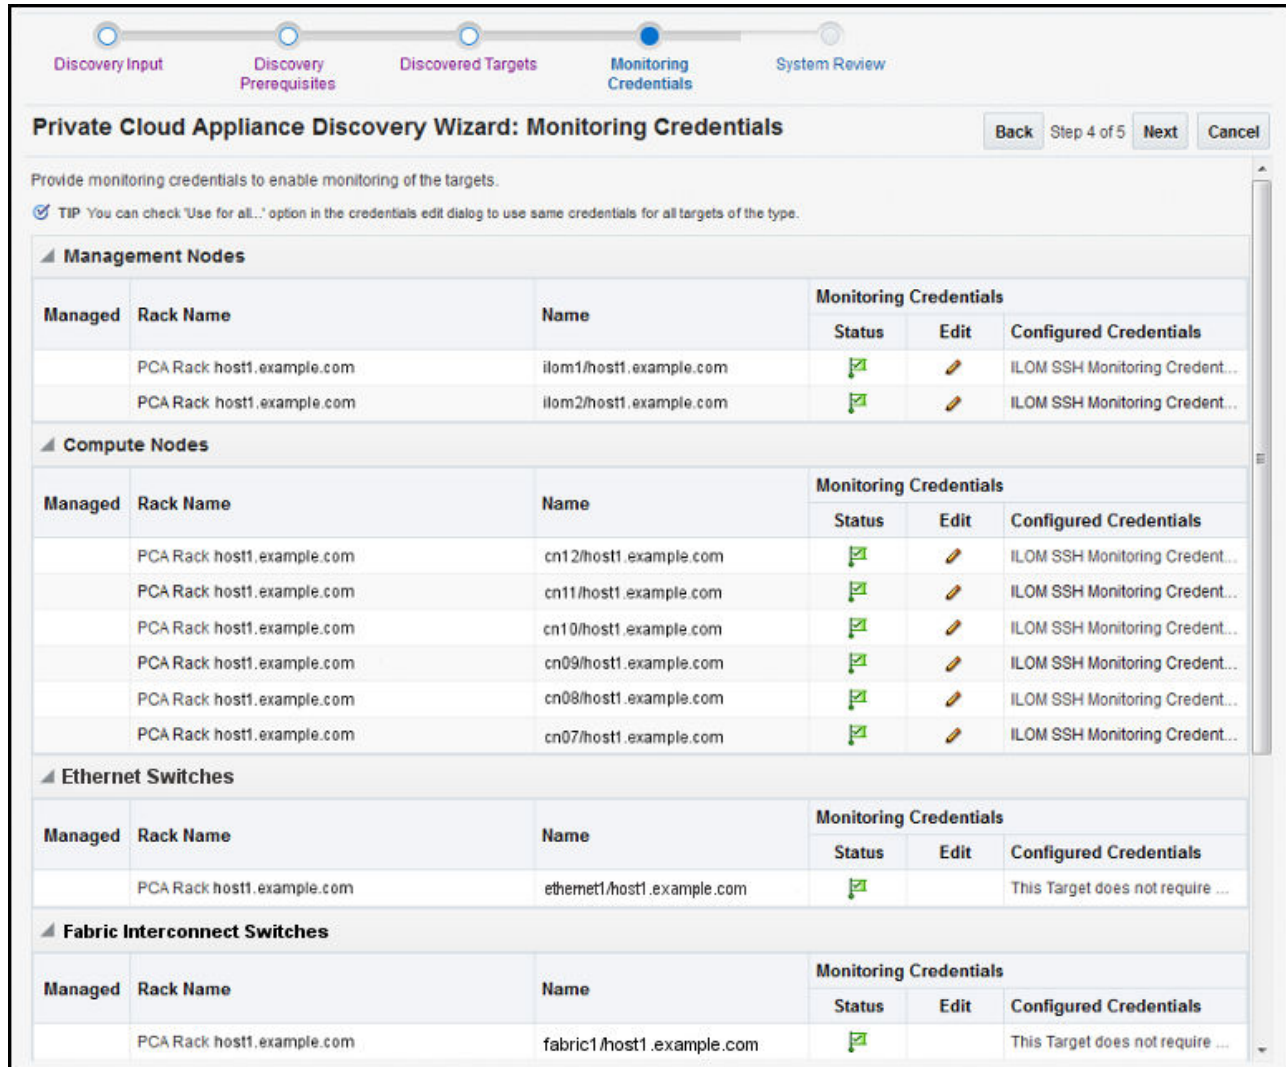 Discovery Input
Discovery Prerequisites
Discovered Targets
Monitoring Credentials
System Review
Private Cloud Appliance Discovery Wizard: Monitoring Credentials
Back Step 4 of 5 Next Cancel
Provide monitoring credentials to enable monitoring of the targets.
TIP You can check 'Use for all...' option in the credentials edit dialog to use same credentials for all targets of the type.
Management Nodes
Managed Rack Name Name Monitoring Credentials
Status Edit Configured Credentials
PCA Rack host1.example.com ilom1/host1.example.com ILOM SSH Monitoring Credent...
PCA Rack host1.example.com ilom2/host1.example.com ILOM SSH Monitoring Credent...
Compute Nodes
Managed Rack Name Name Monitoring Credentials
Status Edit Configured Credentials
PCA Rack host1.example.com cn12/host1.example.com ILOM SSH Monitoring Credent...
PCA Rack host1.example.com cn11/host1.example.com ILOM SSH Monitoring Credent...
PCA Rack host1.example.com cn10/host1.example.com ILOM SSH Monitoring Credent...
PCA Rack host1.example.com cn09/host1.example.com ILOM SSH Monitoring Credent...
PCA Rack host1.example.com cn08/host1.example.com ILOM SSH Monitoring Credent...
PCA Rack host1.example.com cn07/host1.example.com ILOM SSH Monitoring Credent...
Ethernet Switches
Managed Rack Name Name Monitoring Credentials
Status Edit Configured Credentials
PCA Rack host1.example.com ethernet1/host1.example.com This Target does not require ...
Fabric Interconnect Switches
Managed Rack Name Name Monitoring Credentials
Status Edit Configured Credentials
PCA Rack host1.example.com fabric1/host1.example.com This Target does not require ...